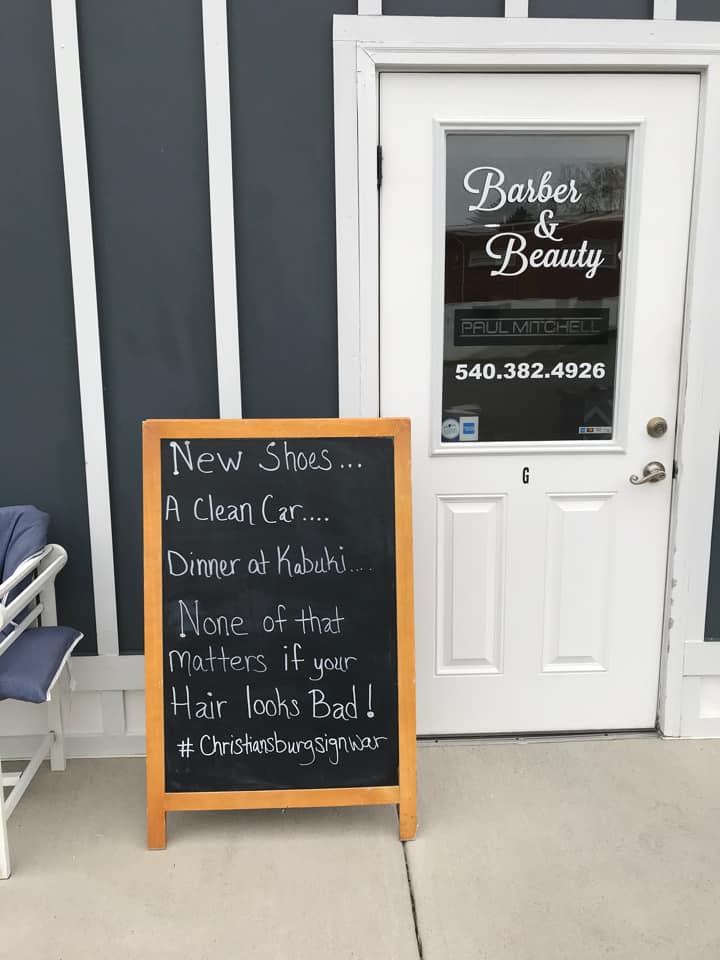 Barber
&
Beauty
PAUL MITCHELL
540.382.4926
G
New Shoes...
A Clean Car....
Dinner at Kabuki....
None of that
matters if your
Hair looks Bad!
#Christiansburgsignwar